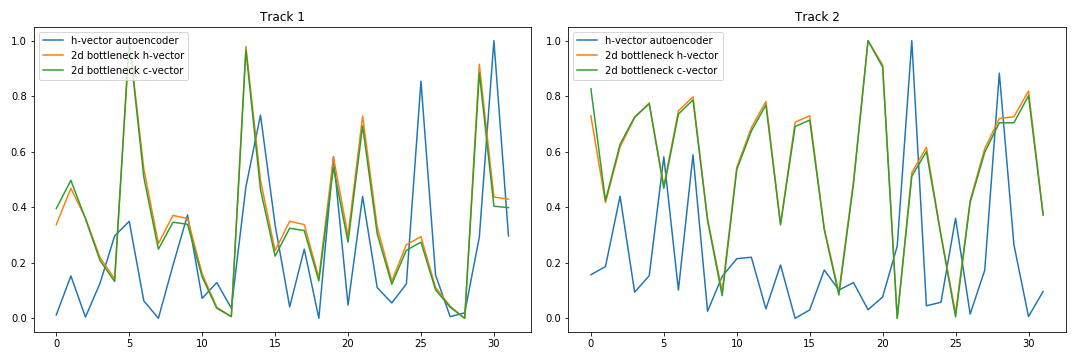 Track 1
1.0
0.8
0.6
0.4
0.2
0.0
h-vector autoencoder
2d bottleneck h-vector
2d bottleneck c-vector
0 5 10 15 20 25 30
Track 2
1.0
0.8
0.6
0.4
0.2
0.0
h-vector autoencoder
2d bottleneck h-vector
2d bottleneck c-vector
0 5 10 15 20 25 30